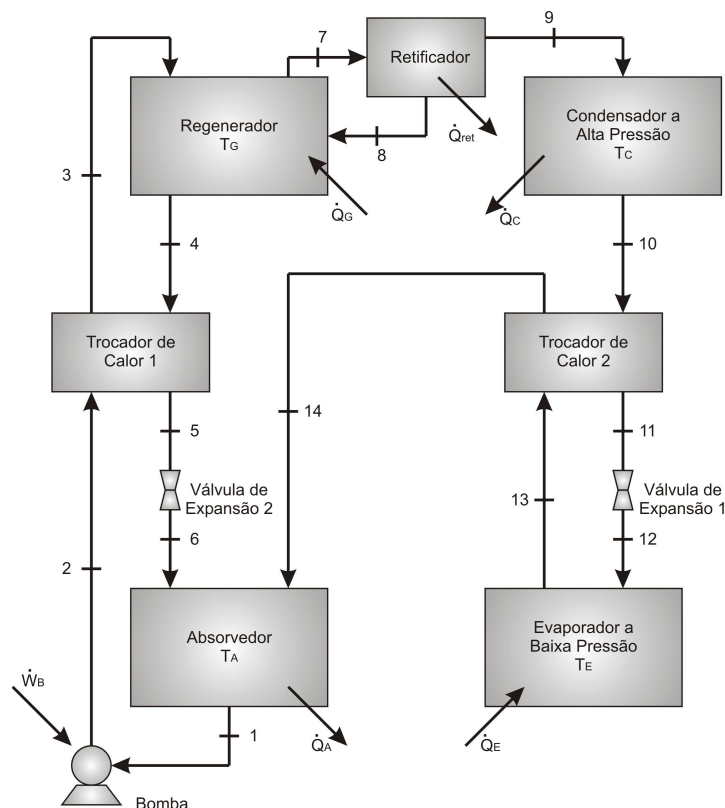 9
7
Retificador
Regenerador
TG
Condensador a
Alta Pressão
TC
Q̇ret
8
3
Q̇G
Q̇C
4
10
Trocador de
Calor 1
Trocador de
Calor 2
14
5
11
Válvula de
Expansão 2
13
Válvula de
Expansão 1
6
12
2
Absorvedor
TA
Evaporador a
Baixa Pressão
TE
ẆB
1
Q̇A
Q̇E
Bomba